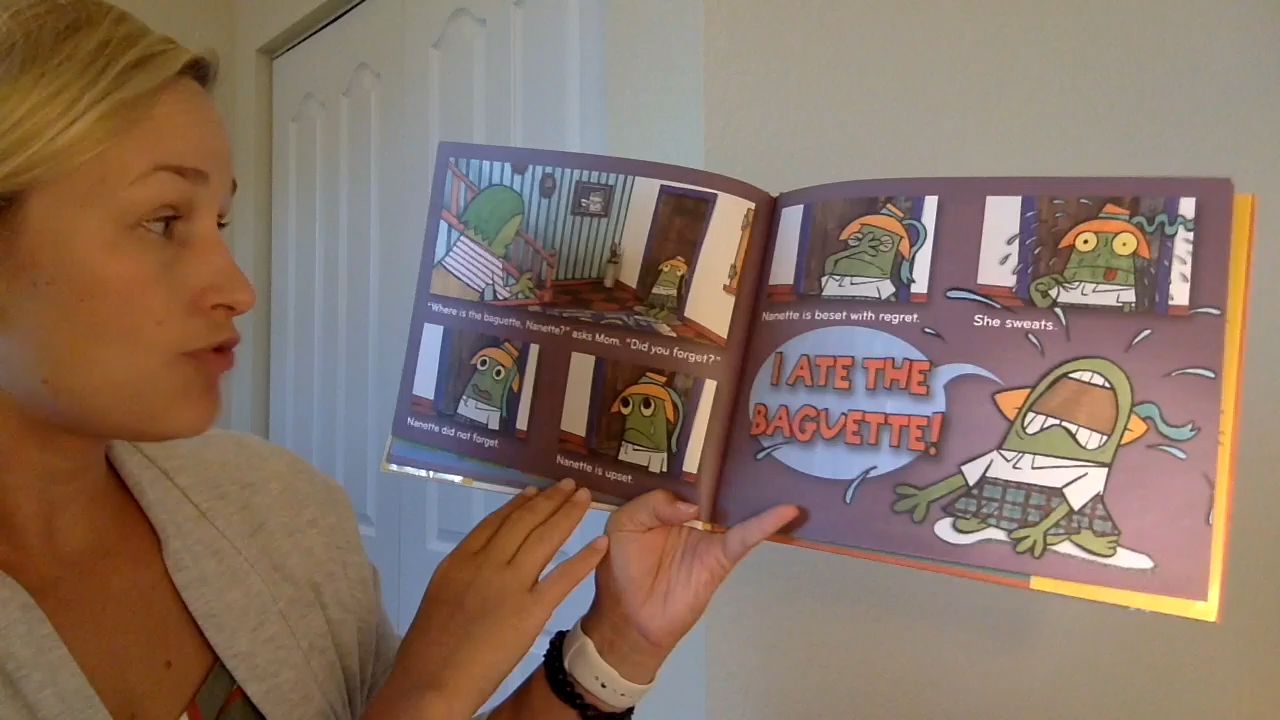 "Where is the baguette, Nanette?" asks Mom. "Did you forget?"
Nanette did not forget.
Nanette is upset.
Nanette is beset with regret.
She sweats.
I ATE THE
BAGUETTE!